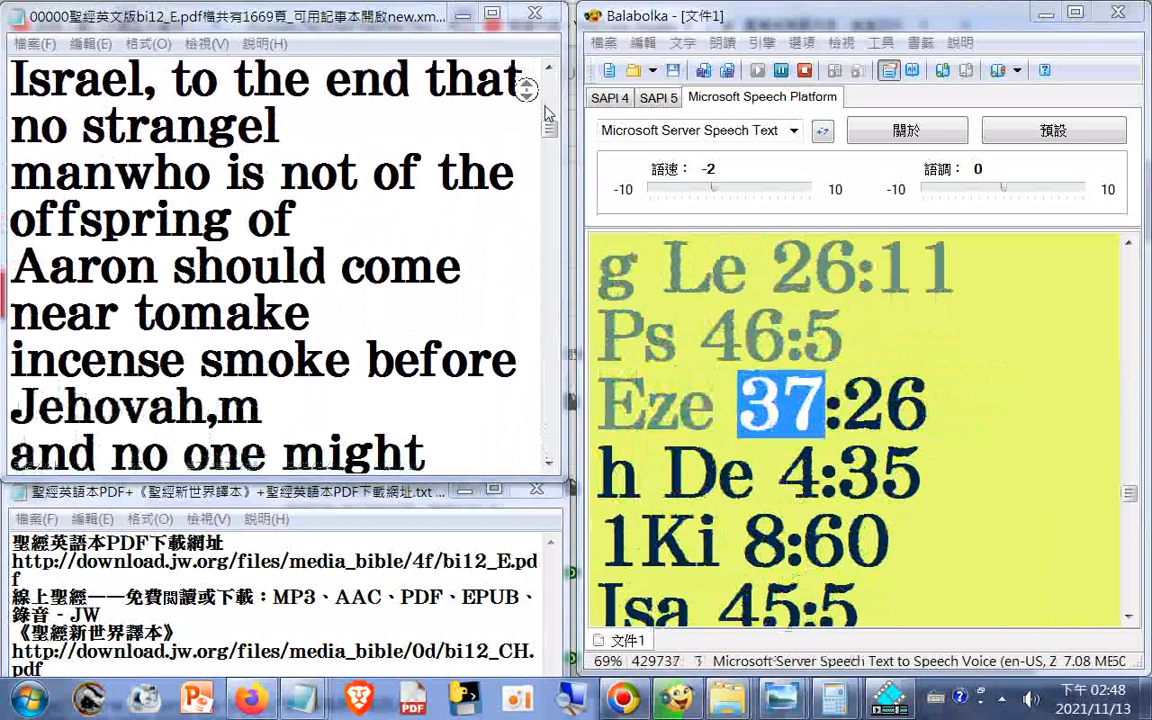 00000聖經英文版bi12_E.pdf檔共有1669頁_可用記事本開啟new.xm...
檔案(F) 編輯(E) 格式(O) 檢視(V) 說明(H)
Israel, to the end that
no strangel
manwho is not of the
offspring of
Aaron should come
near tomake
incense smoke before
Jehovah,m
and no one might
聖經英語本PDF+《聖經新世界譯本》+聖經英語本PDF下載網址.txt ...
檔案(F) 編輯(E) 格式(O) 檢視(V) 說明(H)
聖經英語本PDF下載網址
http://download.jw.org/files/media_bible/4f/bi12_E.pd
f
線上聖經——免費閱讀或下載：MP3、AAC、PDF、EPUB、
錄音 - JW
《聖經新世界譯本》
http://download.jw.org/files/media_bible/0d/bi12_CH.
pdf
Balabolka - [文件1]
檔案 編輯 文字 朗讀 引擎 選項 檢視 工具 書籤 說明
SAPI 4 SAPI 5 Microsoft Speech Platform
Microsoft Server Speech Text 關於 預設
語速： -2 語調： 0
-10 10 -10 10
g Le 26:11
Ps 46:5
Eze 37:26
h De 4:35
1Ki 8:60
Isa 45:5
文件1
69% 429737 Microsoft Server Speech Text to Speech Voice (en-US, Z 7.08 MB
下午 02:48
2021/11/13